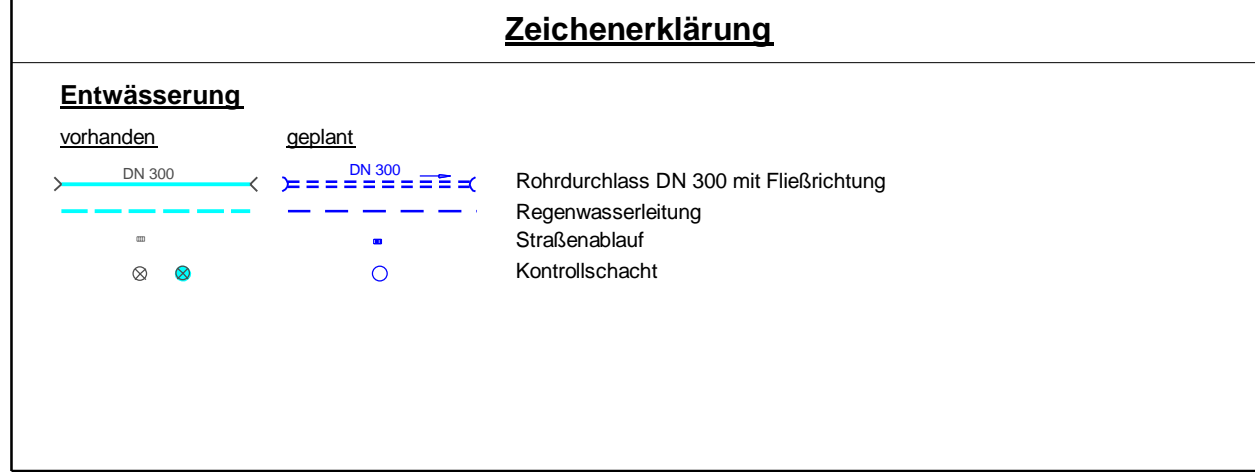 Zeichenerklärung
Entwässerung
vorhanden geplant
DN 300 DN 300 Rohrdurchlass DN 300 mit Fließrichtung
Regenwasserleitung
Straßenablauf
Kontrollschacht